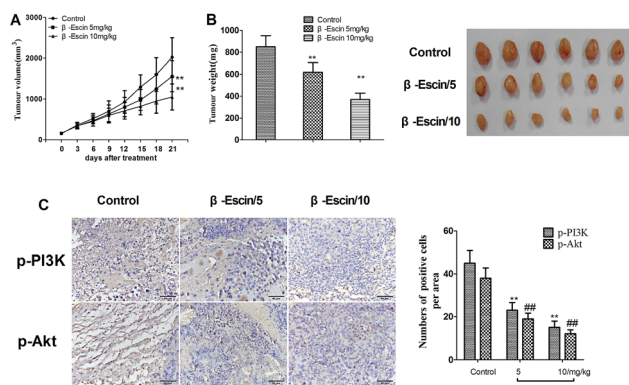 A
Control
β -Escin 5mg/kg
β -Escin 10mg/kg
Tumour volume(mm³)
3000
2000
1000
0
0 3 6 9 12 15 18 21
days after treatment
**
**
B
Control
β -Escin 5mg/kg
β -Escin 10mg/kg
Tumour weight(mg)
1000
800
600
400
200
0
**
**
Control
β -Escin/5
β -Escin/10
C
Control β -Escin/5 β -Escin/10
p-PI3K
p-Akt
p-PI3K
p-Akt
Numbers of positive cells
per area
60
40
20
0
**
##
**
##
Control 5 10/mg/kg